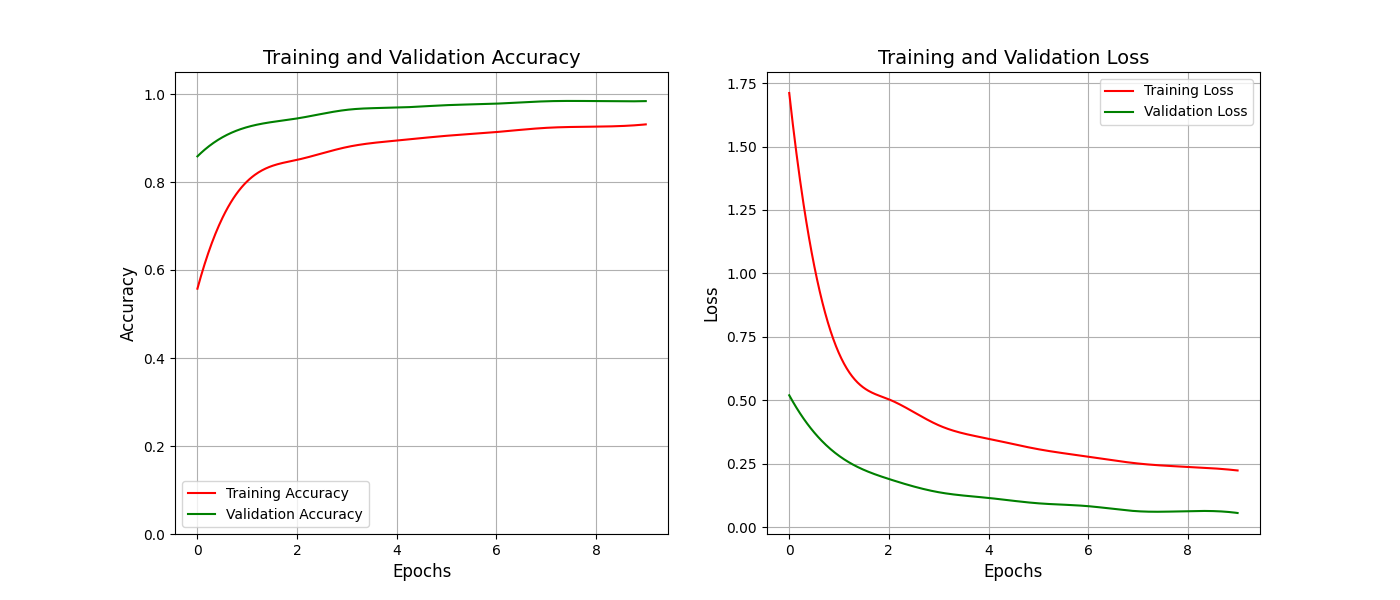 Training and Validation Accuracy
1.0
0.8
0.6
0.4
0.2
0.0
Accuracy
Training Accuracy
Validation Accuracy
0 2 4 6 8
Epochs
Training and Validation Loss
1.75
1.50
1.25
1.00
0.75
0.50
0.25
0.00
Loss
Training Loss
Validation Loss
0 2 4 6 8
Epochs